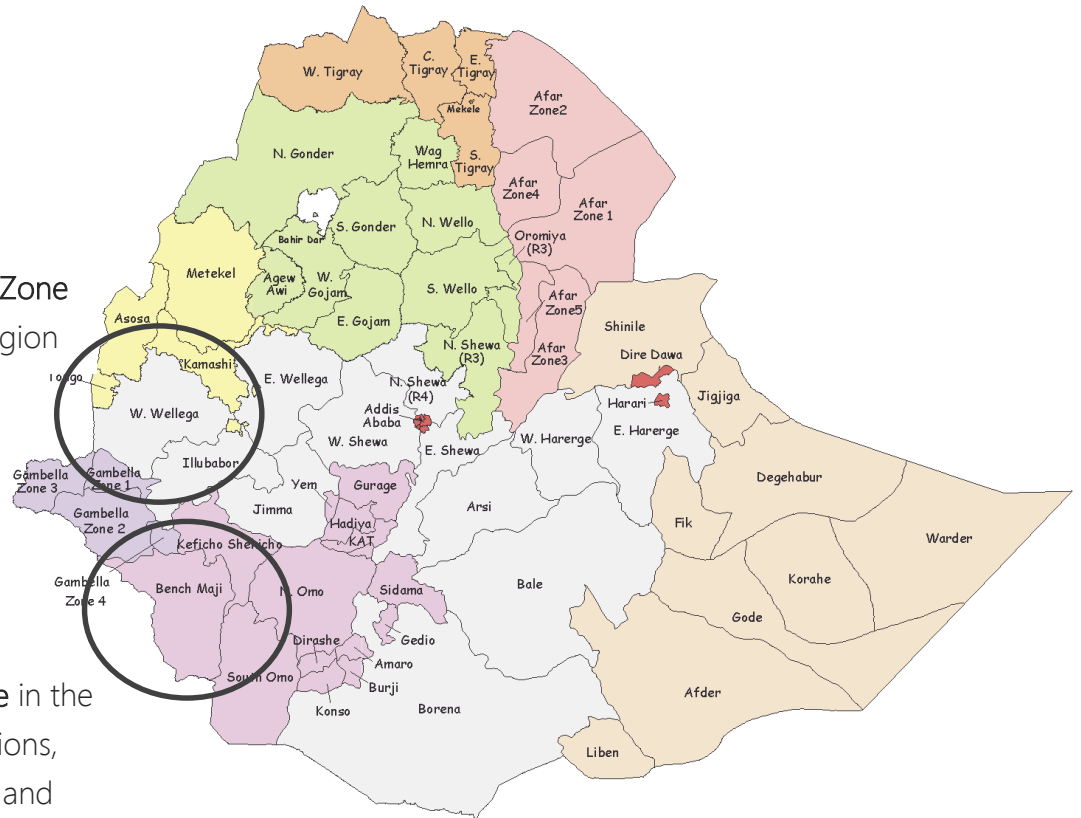 W. Tigray
C.
Tigray
E.
Tigray
Mekele
Afar
Zone2
N. Gonder
Wag
Hemra
S.
Tigray
Afar
Zone4
Afar
Zone 1
S. Gonder
N. Wello
Oromiya
(R3)
Bahir Dar
Metekel
Agew
Awi
W.
Gojam
S. Wello
Zone
Afar
Zone5
Asosa
E. Gojam
gion
Shinile
N. Shewa
(R3)
Afar
Zone3
Dire Dawa
Kamashi
Tongo
E. Wellega
N. Shewa
(R4)
Jigjiga
Harari
W. Wellega
Addis
Ababa
W. Shewa
E. Shewa
W. Harerge
E. Harerge
Illubabor
Gambella
Zone 3
Gambella
Zone 1
Yem
Gurage
Degehabur
Gambella
Zone 2
Jimma
Arsi
Hadiya
KAT
Fik
Warder
Keficho Shericho
Gambella
Zone 4
Bench Maji
N. Omo
Sidama
Bale
Korahe
Gode
Dirashe
Gedio
Amaro
South Omo
Burji
Konso
Borena
Afder
e in the
Liben
ions,
and